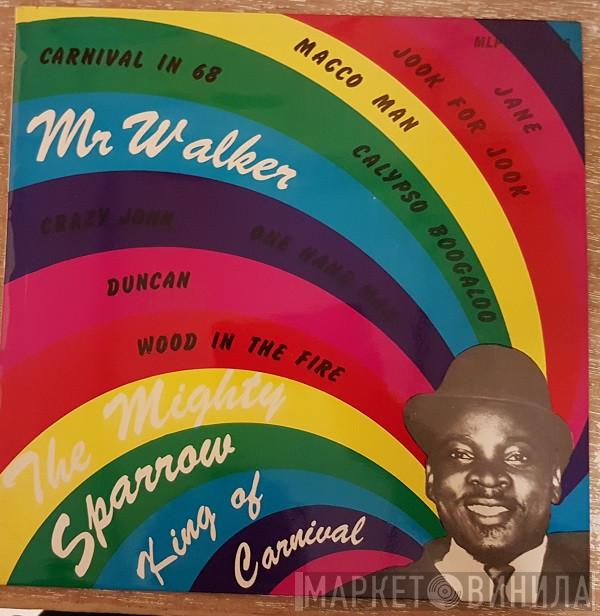 CARNIVAL IN 68
MACCO MAN
JOOK FOR JOOK
JANE
MLP
Mr Walker
CALYPSO BOOGALOO
CRAZY JOHN
ONE HAND MAN
DUNCAN
WOOD IN THE FIRE
The Mighty
Sparrow
King of
Carnival
МАРКЕТ ВИНИЛА